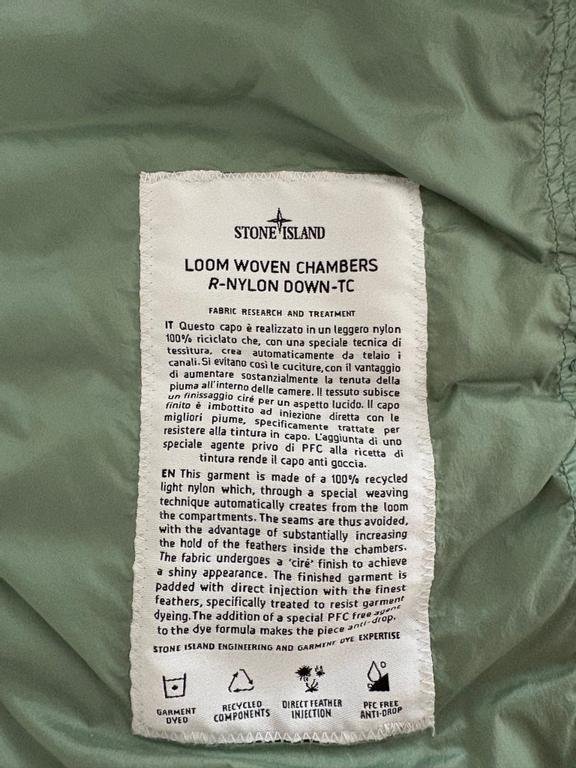 STONE ISLAND
LOOM WOVEN CHAMBERS
R-NYLON DOWN-TC
FABRIC RESEARCH AND TREATMENT
IT Questo capo è realizzato in un leggero nylon
100% riciclato che, con una speciale tecnica di
tessitura, crea automaticamente da telaio i
canali. Si evitano così le cuciture, con il vantaggio
di aumentare sostanzialmente la tenuta della
piuma all'interno delle camere. Il tessuto subisce
un finissaggio ciré per un aspetto lucido. Il capo
finito è imbottito ad iniezione diretta con le
migliori piume, specificamente trattate per
resistere alla tintura in capo. L'aggiunta di uno
speciale agente privo di PFC alla ricetta di
tintura rende il capo anti goccia.
EN This garment is made of a 100% recycled
light nylon which, through a special weaving
technique automatically creates from the loom
the compartments. The seams are thus avoided,
with the advantage of substantially increasing
the hold of the feathers inside the chambers.
The fabric undergoes a 'ciré' finish to achieve
a shiny appearance. The finished garment is
padded with direct injection with the finest
feathers, specifically treated to resist garment
dyeing. The addition of a special PFC free agent
to the dye formula makes the piece anti-drop.
STONE ISLAND ENGINEERING AND GARMENT DYE EXPERTISE
GARMENT
DYED
RECYCLED
COMPONENTS
DIRECT FEATHER
INJECTION
PFC FREE
ANTI-DROP